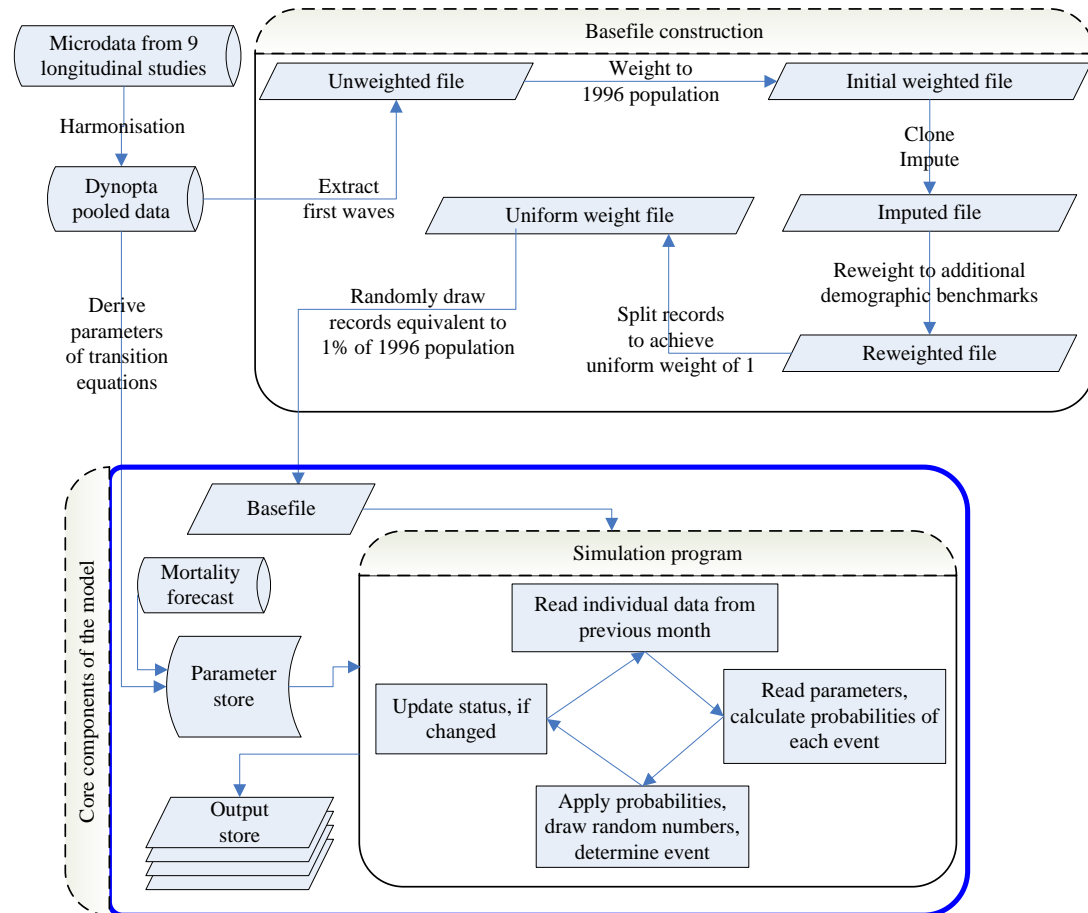 Microdata from 9
longitudinal studies
Harmonisation
Dynopta
pooled data
Derive
parameters
of transition
equations
Basefile construction
Unweighted file
Weight to
1996 population
Initial weighted file
Extract
first waves
Clone
Impute
Uniform weight file
Imputed file
Randomly draw
records equivalent to
1% of 1996 population
Split records
to achieve
uniform weight of 1
Reweight to additional
demographic benchmarks
Reweighted file
Core components of the model
Basefile
Mortality
forecast
Parameter
store
Output
store
Simulation program
Read individual data from
previous month
Read parameters,
calculate probabilities of
each event
Apply probabilities,
draw random numbers,
determine event
Update status, if
changed